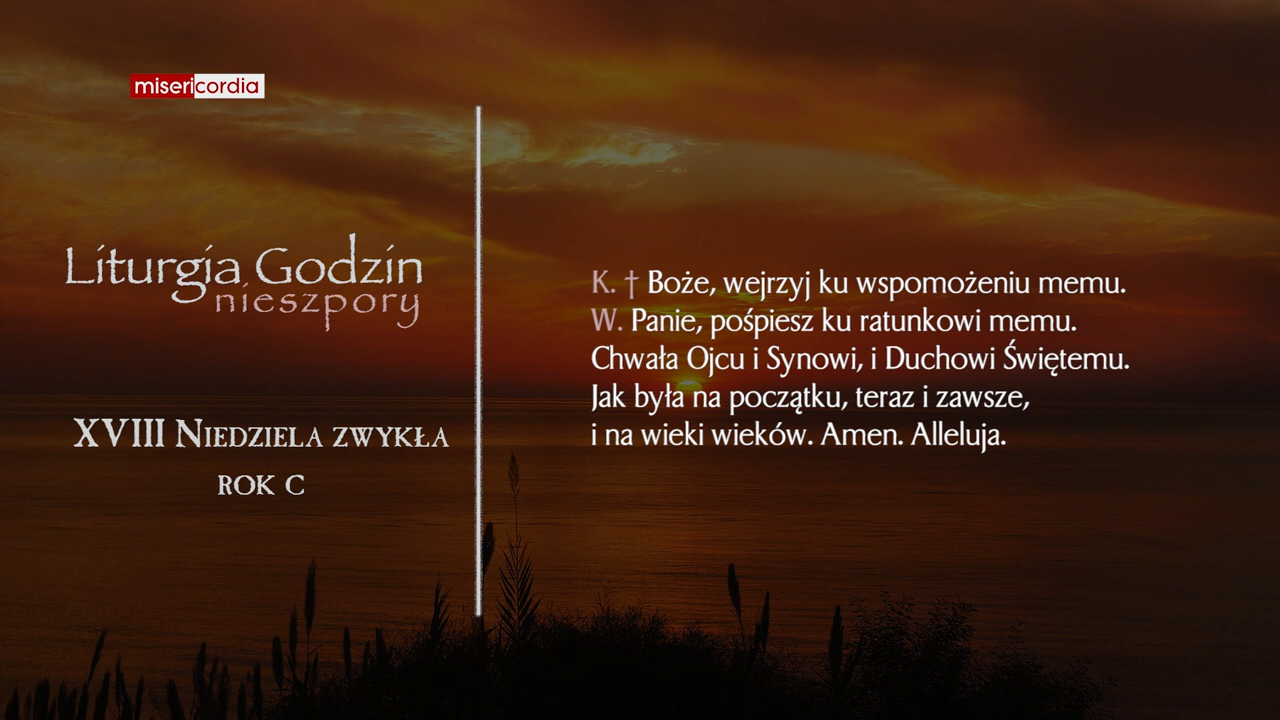 misericordia
Liturgia Godzin
nieszpory
XVIII Niedziela zwykła
rok C
K. † Boże, wejrzyj ku wspomożeniu memu.
W. Panie, pośpiesz ku ratunkowi memu.
Chwała Ojcu i Synowi, i Duchowi Świętemu.
Jak była na początku, teraz i zawsze,
i na wieki wieków. Amen. Alleluja.